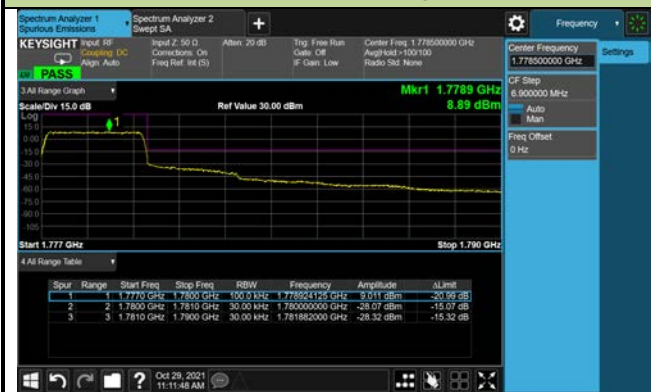 Spectrum Analyzer 1
Spurious Emissions
Spectrum Analyzer 2
Swept SA
Frequency
KEYSIGHT
Input: RF
Coupling: DC
Align: Auto
Input Z: 50 Ω
Corrections: On
Freq Ref: Int (S)
Atten: 20 dB
Trig: Free Run
Gate: Off
IF Gain: Low
Center Freq: 1.778500000 GHz
Avg|Hold:>100/100
Radio Std: None
PASS
3 All Range Graph
Mkr1 1.7789 GHz
Scale/Div 15.0 dB
Ref Value 30.00 dBm
8.89 dBm
Log
15.0
0.00
-15.0
-30.0
-45.0
-60.0
-75.0
-90.0
-105
1
Start 1.777 GHz
Stop 1.790 GHz
4 All Range Table
Spur Range Start Freq Stop Freq RBW Frequency Amplitude ΔLimit
1 1 1.7770 GHz 1.7800 GHz 100.0 kHz 1.778924125 GHz 9.011 dBm -20.99 dB
2 2 1.7800 GHz 1.7810 GHz 30.00 kHz 1.780000000 GHz -28.07 dBm -15.07 dB
3 3 1.7810 GHz 1.7900 GHz 30.00 kHz 1.781882000 GHz -28.32 dBm -15.32 dB
Oct 29, 2021
11:11:48 AM
Center Frequency
1.778500000 GHz
Settings
CF Step
6.900000 MHz
Auto
Man
Freq Offset
0 Hz